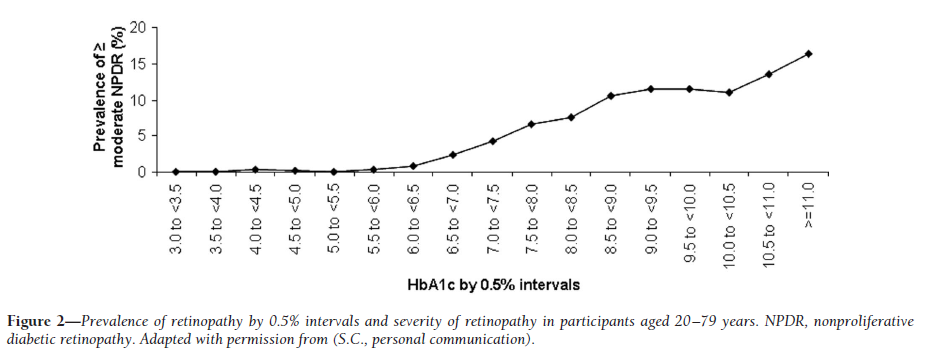 Prevalence of ≥
moderate NPDR (%)
20
15
10
5
0
3.0 to <3.5
3.5 to <4.0
4.0 to <4.5
4.5 to <5.0
5.0 to <5.5
5.5 to <6.0
6.0 to <6.5
6.5 to <7.0
7.0 to <7.5
7.5 to <8.0
8.0 to <8.5
8.5 to <9.0
9.0 to <9.5
9.5 to <10.0
10.0 to <10.5
10.5 to <11.0
>=11.0
HbA1c by 0.5% intervals
Figure 2—Prevalence of retinopathy by 0.5% intervals and severity of retinopathy in participants aged 20–79 years. NPDR, nonproliferative
diabetic retinopathy. Adapted with permission from (S.C., personal communication).